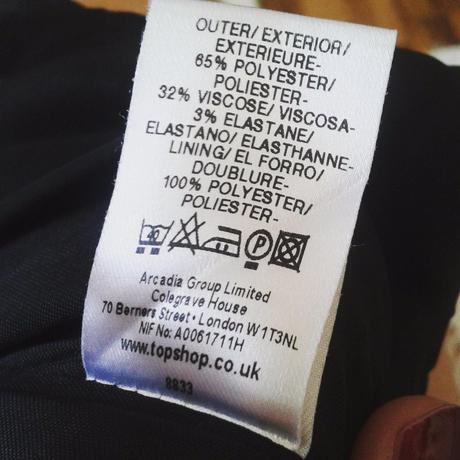 OUTER/ EXTERIOR/
EXTERIEURE-
65% POLYESTER/
POLIESTER-
32% VISCOSE/ VISCOSA-
3% ELASTANE/
ELASTANO/ ELASTHANNE-
LINING/ EL FORRO/
DOUBLURE-
100% POLYESTER/
POLIESTER-
40 P
Arcadia Group Limited
Colegrave House
70 Berners Street • London W1T3NL
NIF No: A0061711H
www.topshop.co.uk
8833